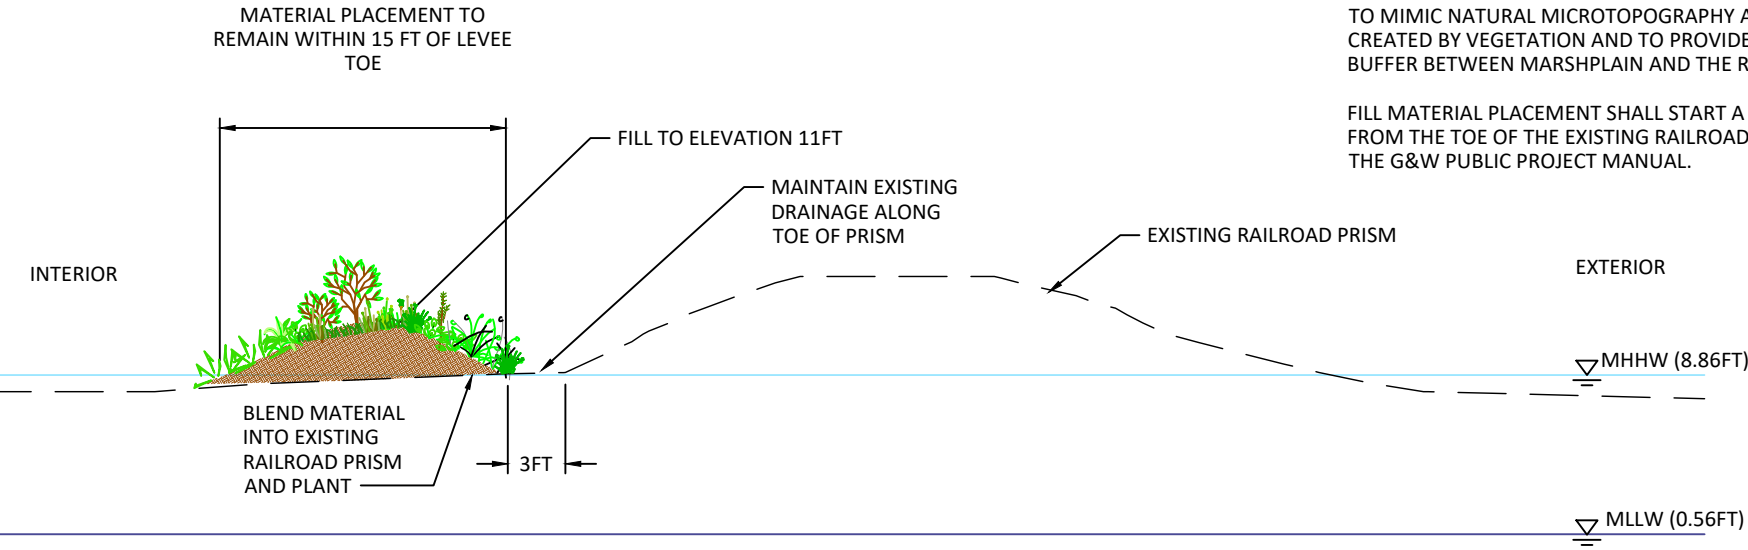 MATERIAL PLACEMENT TO
REMAIN WITHIN 15 FT OF LEVEE
TOE
TO MIMIC NATURAL MICROTOPOGRAPHY A
CREATED BY VEGETATION AND TO PROVIDE
BUFFER BETWEEN MARSHPLAIN AND THE R
FILL MATERIAL PLACEMENT SHALL START A
FROM THE TOE OF THE EXISTING RAILROAD
THE G&W PUBLIC PROJECT MANUAL.
FILL TO ELEVATION 11FT
MAINTAIN EXISTING
DRAINAGE ALONG
TOE OF PRISM
EXISTING RAILROAD PRISM
INTERIOR
EXTERIOR
MHHW (8.86FT)
BLEND MATERIAL
INTO EXISTING
RAILROAD PRISM
AND PLANT
3FT
MLLW (0.56FT)